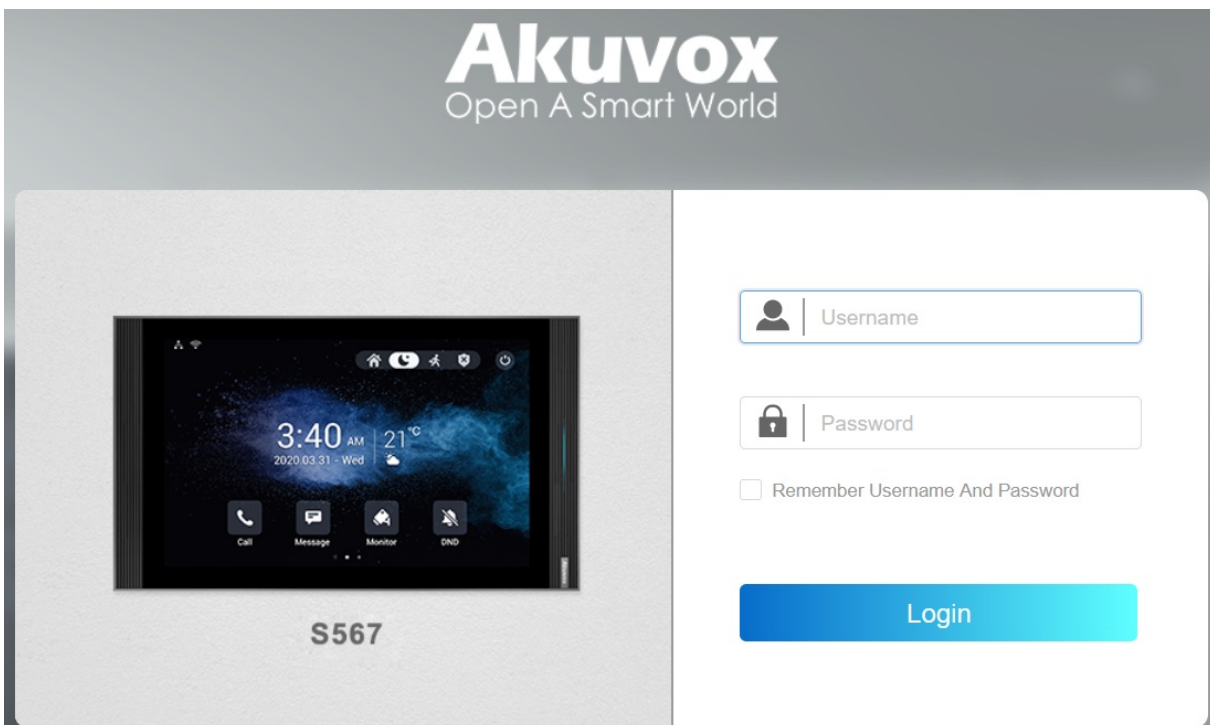 Akuvox
Open A Smart World
3:40 AM
21°C
2020.03.31 - Wed
Call
Message
Monitor
DND
Akuvox
S567
Username
Password
Remember Username And Password
Login